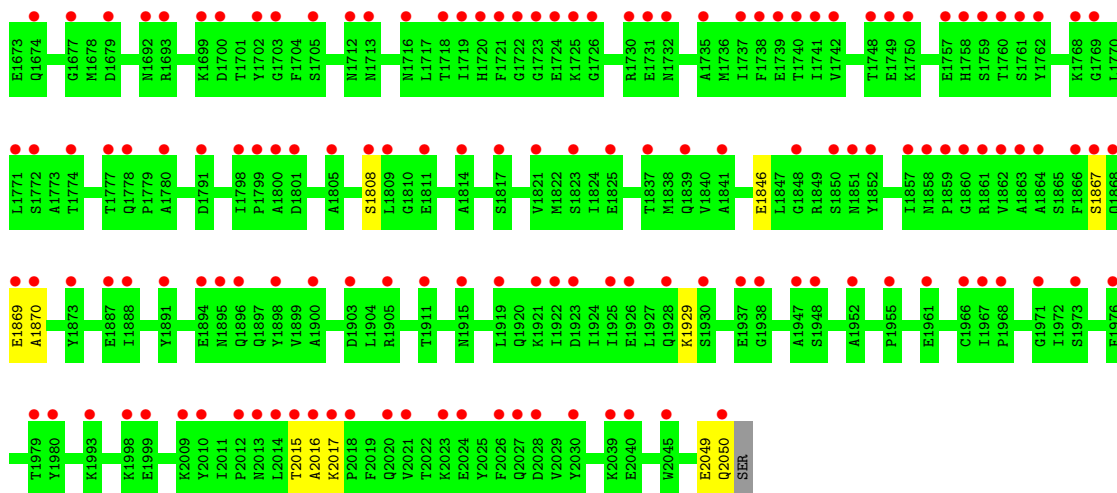 E1673 Q1674 G1677 M1678 D1679 N1692 R1693 K1699 D1700 T1701 Y1702 G1703 F1704 S1705 N1712 N1713 N1716 L1717 T1718 I1719 H1720 F1721 G1722 G1723 E1724 K1725 G1726 R1730 E1731 N1732 A1735 M1736 I1737 F1738 E1739 T1740 I1741 V1742 T1748 E1749 K1750 E1757 H1758 S1759 T1760 S1761 Y1762 K1768 G1769 L1770
L1771 S1772 A1773 T1774 T1777 Q1778 P1779 A1780 D1791 I1798 P1799 A1800 D1801 A1805 S1808 L1809 G1810 E1811 A1814 S1817 V1821 M1822 S1823 I1824 E1825 T1837 M1838 Q1839 V1840 A1841 E1846 L1847 G1848 R1849 S1850 N1851 Y1852 I1857 N1858 P1859 G1860 R1861 V1862 A1863 A1864 S1865 F1866 S1867 Q1868
E1869 A1870 Y1873 E1887 I1888 Y1891 E1894 N1895 Q1896 Q1897 Y1898 V1899 A1900 D1903 L1904 R1905 T1911 N1915 L1919 Q1920 K1921 I1922 D1923 I1924 I1925 E1926 L1927 Q1928 K1929 S1930 E1937 G1938 A1947 S1948 A1952 P1955 E1961 C1966 I1967 P1968 G1971 I1972 S1973 F1976
T1979 Y1980 K1993 K1998 E1999 K2009 Y2010 Y2011 P2012 N2013 L2014 T2015 A2016 K2017 P2018 F2019 Q2020 V2021 T2022 K2023 E2024 Y2025 F2026 Q2027 D2028 V2029 Y2030 K2039 E2040 W2045 E2049 Q2050 SER